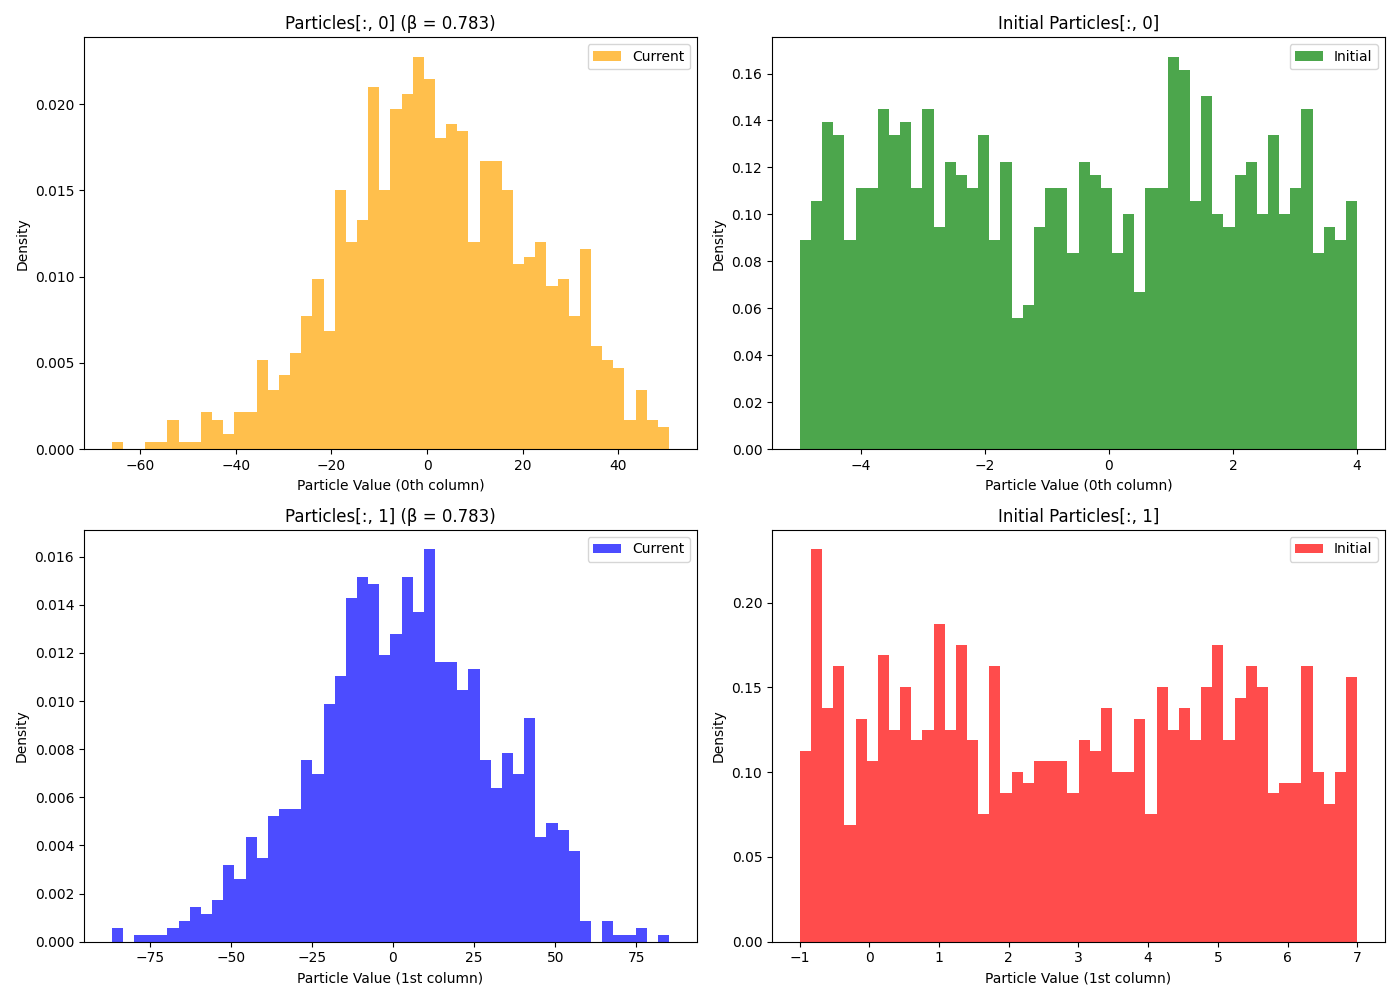 Particles[:, 0] (β = 0.783)
Current
Density
0.020
0.015
0.010
0.005
0.000
−60 −40 −20 0 20 40
Particle Value (0th column)
Initial Particles[:, 0]
Initial
Density
0.16
0.14
0.12
0.10
0.08
0.06
0.04
0.02
0.00
−4 −2 0 2 4
Particle Value (0th column)
Particles[:, 1] (β = 0.783)
Current
Density
0.016
0.014
0.012
0.010
0.008
0.006
0.004
0.002
0.000
−75 −50 −25 0 25 50 75
Particle Value (1st column)
Initial Particles[:, 1]
Initial
Density
0.20
0.15
0.10
0.05
0.00
−1 0 1 2 3 4 5 6 7
Particle Value (1st column)